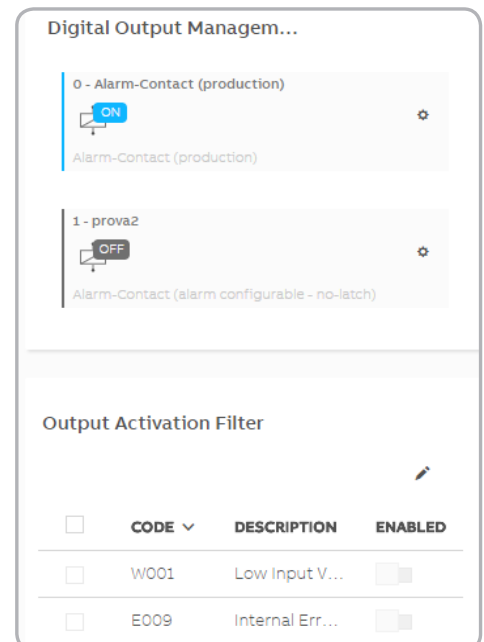 Digital Output Managem...
0 - Alarm-Contact (production)
ON
Alarm-Contact (production)
1 - prova2
OFF
Alarm-Contact (alarm configurable - no-latch)
Output Activation Filter
CODE DESCRIPTION ENABLED
W001 Low Input V...
E009 Internal Err...